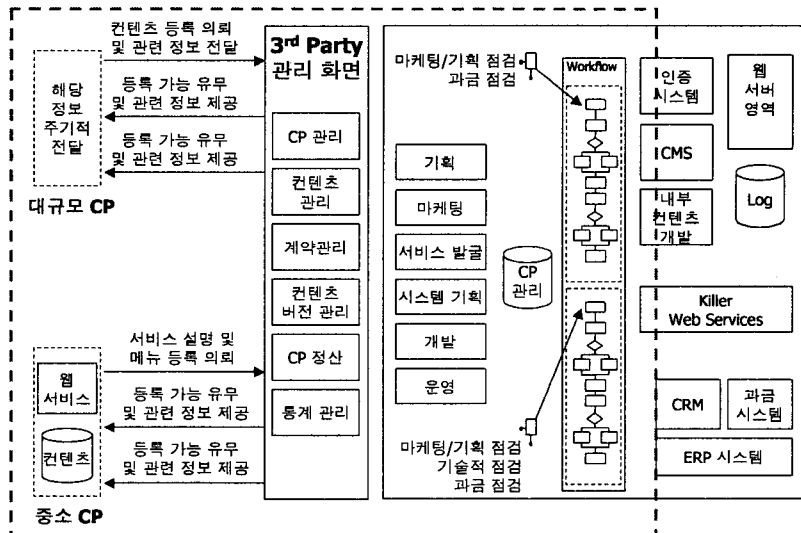 컨텐츠 등록 의뢰
및 관련 정보 전달
등록 가능 유무
및 관련 정보 제공
등록 가능 유무
및 관련 정보 제공
해당
정보
주기적
전달
대규모 CP
서비스 설명 및
메뉴 등록 의뢰
등록 가능 유무
및 관련 정보 제공
등록 가능 유무
및 관련 정보 제공
웹
서비스
컨텐츠
중소 CP
3rd Party
관리 화면
CP 관리
컨텐츠
관리
계약관리
컨텐츠
버전 관리
CP 정산
통계 관리
기획
마케팅
서비스 발굴
시스템 기획
개발
운영
CP
관리
마케팅/기획 점검
과금 점검
마케팅/기획 점검
기술적 점검
과금 점검
Workflow
인증
시스템
CMS
내부
컨텐츠
개발
웹
서버
영역
Log
Killer
Web Services
CRM
과금
시스템
ERP 시스템